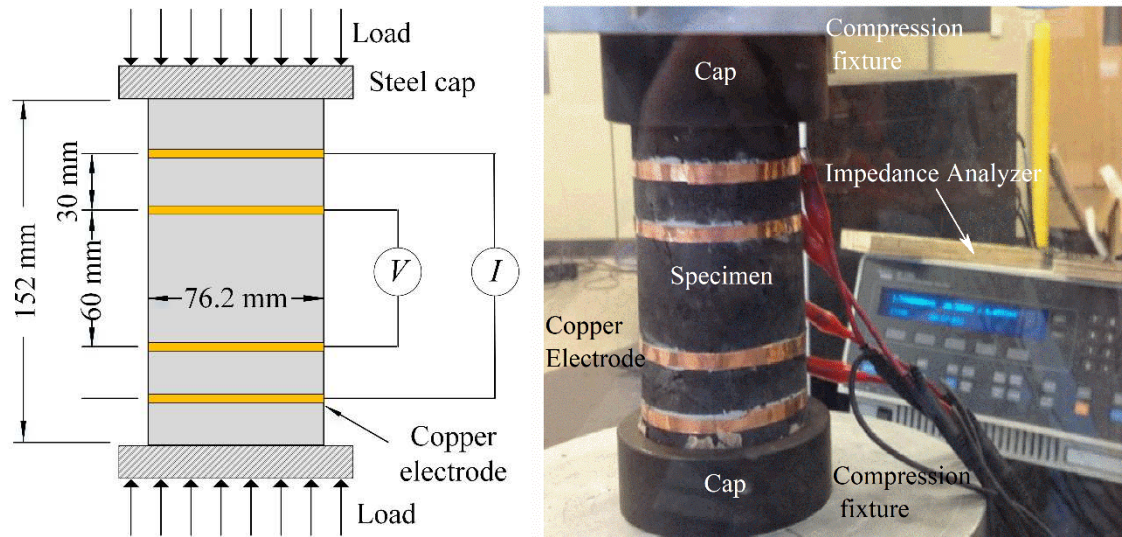 Load
Steel cap
30 mm
60 mm
152 mm
76.2 mm
V
I
Copper
electrode
Load
Compression
fixture
Cap
Impedance Analyzer
Specimen
Copper
Electrode
Cap
Compression
fixture